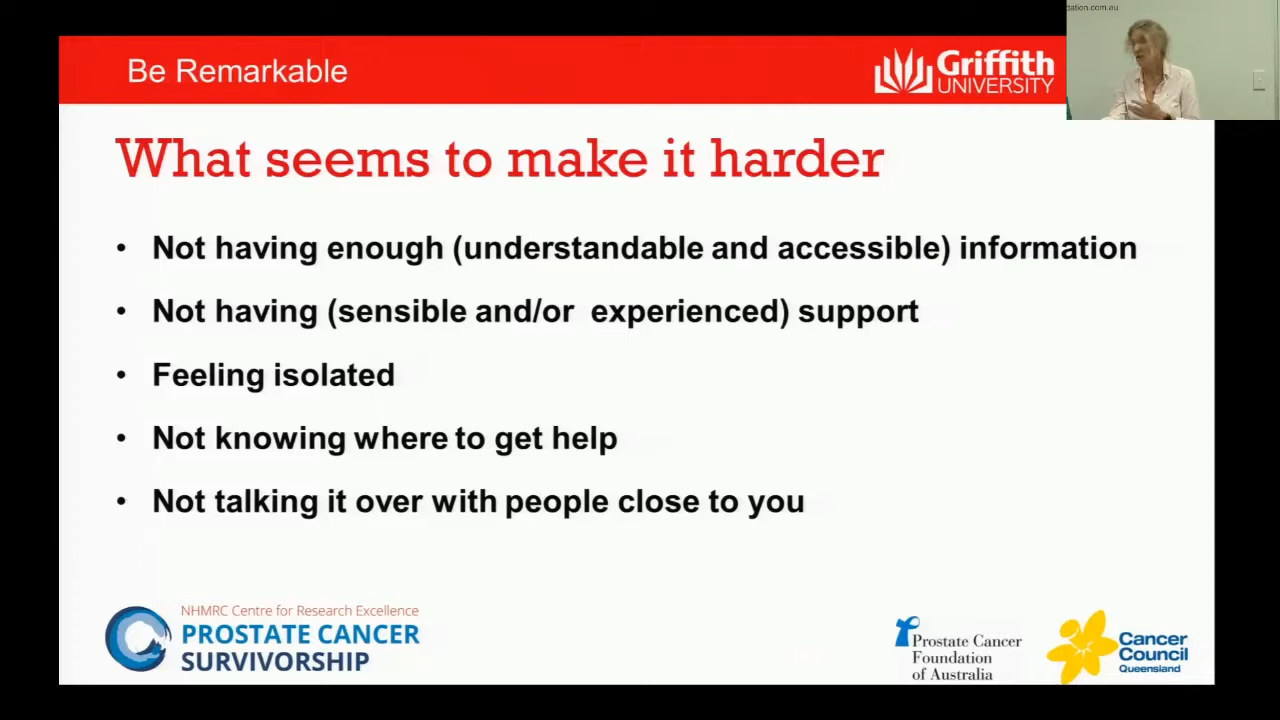 dation.com.au
Be Remarkable
Griffith
UNIVERSITY
What seems to make it harder
• Not having enough (understandable and accessible) information
• Not having (sensible and/or experienced) support
• Feeling isolated
• Not knowing where to get help
• Not talking it over with people close to you
NHMRC Centre for Research Excellence
PROSTATE CANCER
SURVIVORSHIP
Prostate Cancer
Foundation
of Australia
Cancer
Council
Queensland